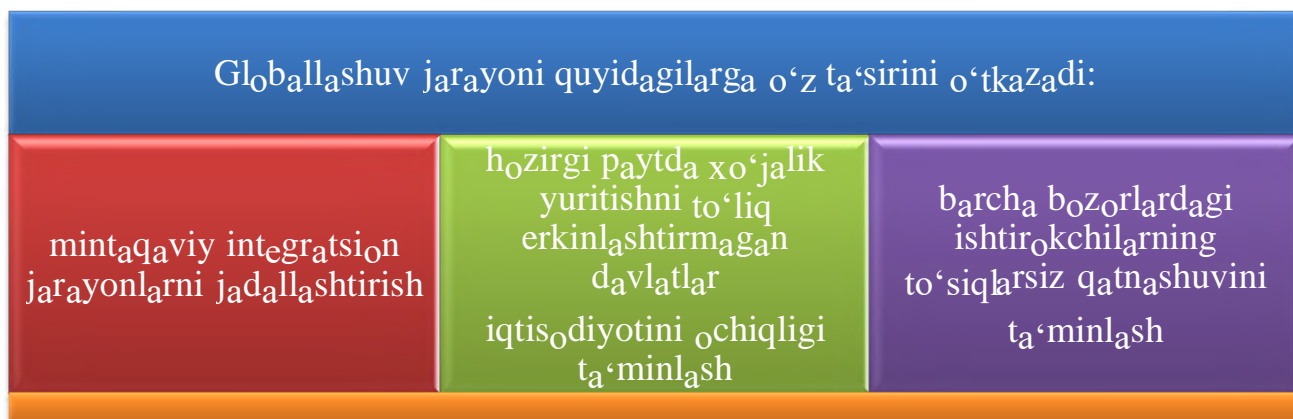 Globallashuv jarayoni quyidagilarga o‘z ta‘sirini o‘tkazadi:
mintaqaviy integratsion
jarayonlarni jadallashtirish
hozirgi paytda xo‘jalik
yuritishni to‘liq
erkinlashtirmagan
davlatlar
iqtisodiyotini ochiqligi
ta‘minlash
barcha bozorlardagi
ishtirokchilarning
to‘siqlarsiz qatnashuvini
ta‘minlash